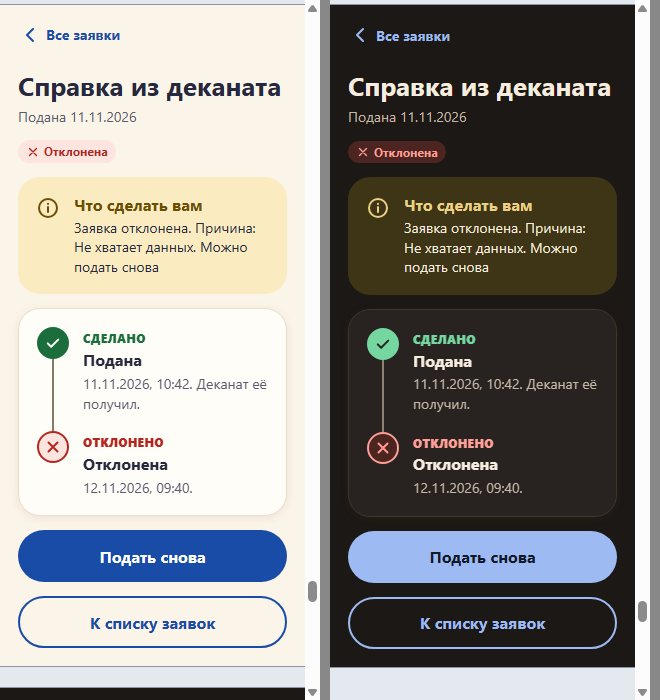 Все заявки
Справка из деканата
Подана 11.11.2026
Отклонена
Что сделать вам
Заявка отклонена. Причина:
Не хватает данных. Можно
подать снова
СДЕЛАНО
Подана
11.11.2026, 10:42. Деканат её
получил.
ОТКЛОНЕНО
Отклонена
12.11.2026, 09:40.
Подать снова
К списку заявок
Все заявки
Справка из деканата
Подана 11.11.2026
Отклонена
Что сделать вам
Заявка отклонена. Причина:
Не хватает данных. Можно
подать снова
СДЕЛАНО
Подана
11.11.2026, 10:42. Деканат её
получил.
ОТКЛОНЕНО
Отклонена
12.11.2026, 09:40.
Подать снова
К списку заявок